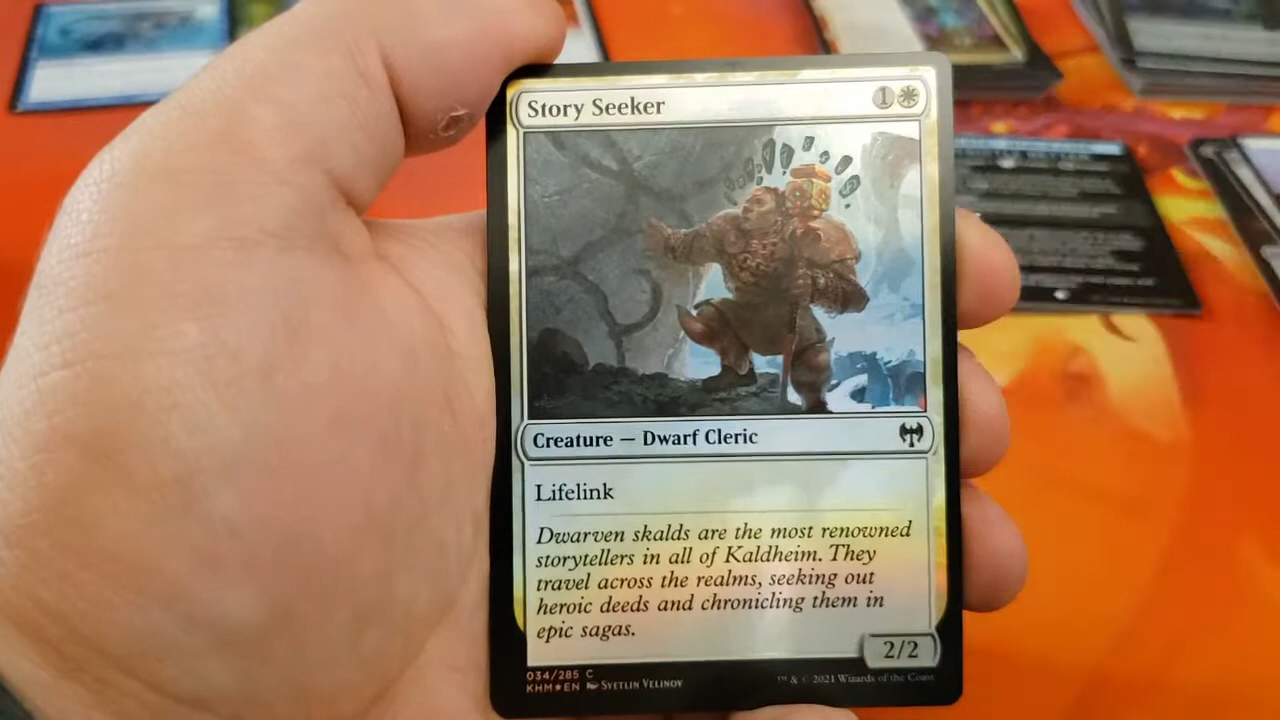 Story Seeker 1
Creature — Dwarf Cleric
Lifelink
Dwarven skalds are the most renowned
storytellers in all of Kaldheim. They
travel across the realms, seeking out
heroic deeds and chronicling them in
epic sagas.
2/2
034/285 C
KHM★EN Svetlin Velinov
™ & © 2021 Wizards of the Coast